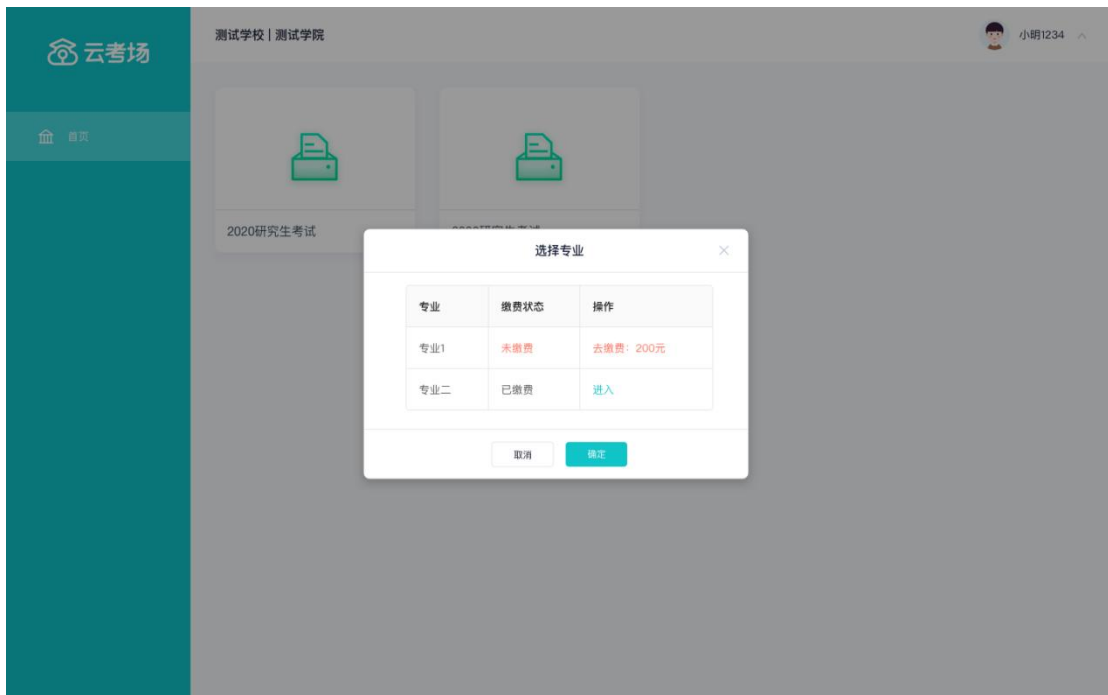 云考场
测试学校 | 测试学院
小明1234
首页
2020研究生考试
选择专业
专业 缴费状态 操作
专业1 未缴费 去缴费：200元
专业二 已缴费 进入
取消 确定